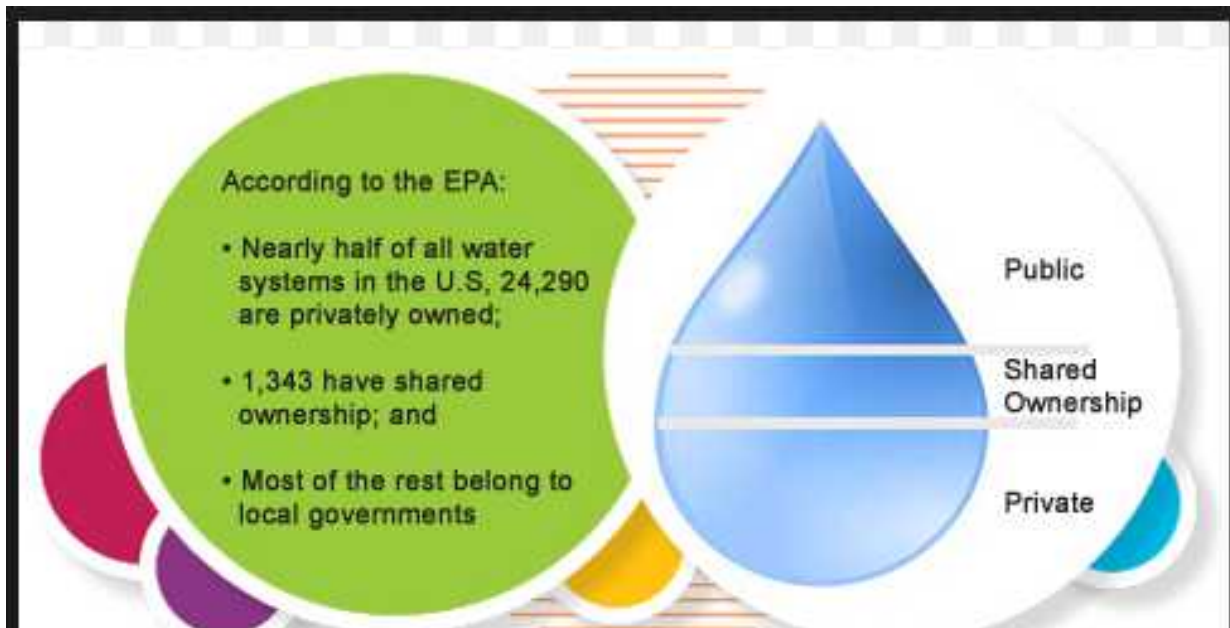 According to the EPA:
• Nearly half of all water
systems in the U.S, 24,290
are privately owned;
• 1,343 have shared
ownership; and
• Most of the rest belong to
local governments
Public
Shared
Ownership
Private